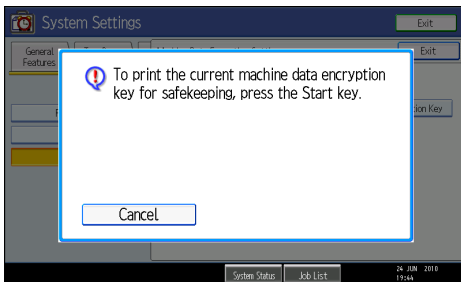 System Settings
Exit
General
Features
Exit
To print the current machine data encryption
key for safekeeping, press the Start key.
ion Key
Cancel
System Status
Job List
24 JUN 2010
19:44